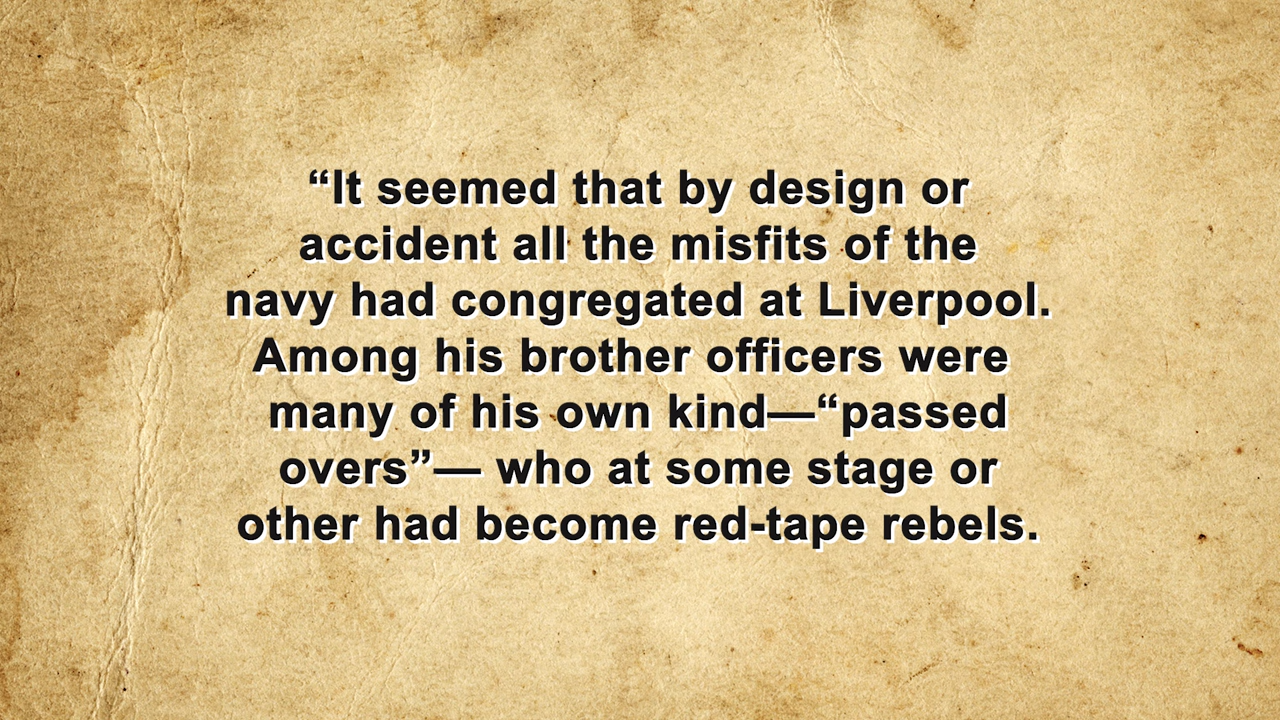 “It seemed that by design or
accident all the misfits of the
navy had congregated at Liverpool.
Among his brother officers were
many of his own kind—“passed
overs”— who at some stage or
other had become red-tape rebels.